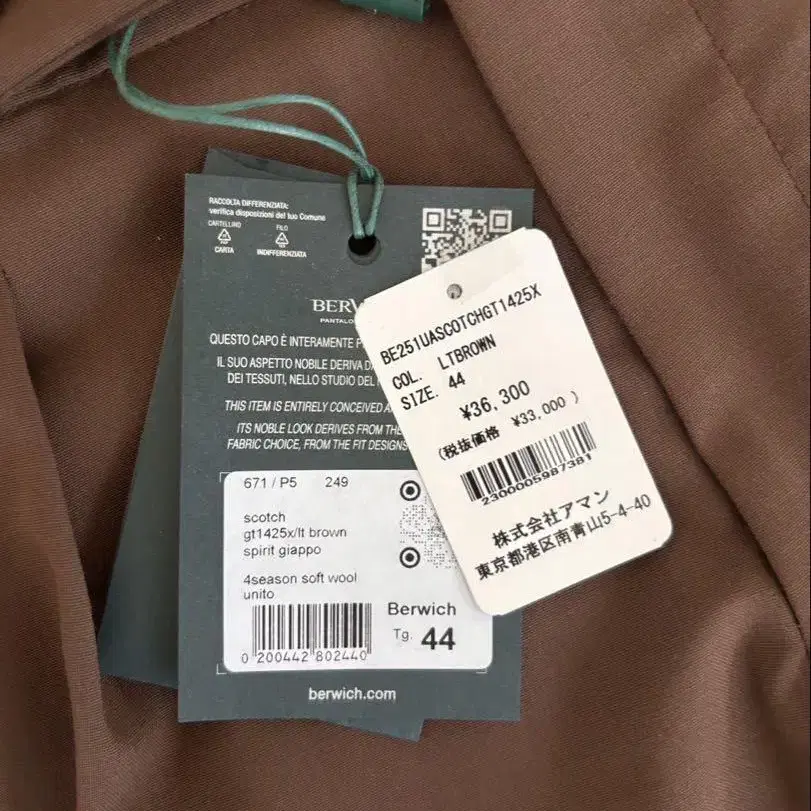 RACCOLTA DIFFERENZIATA:
verifica disposizioni del tuo Comune
CARTELLINO
FILO
CARTA
INDIFFERENZIATA
BERW
PANTALO
QUESTO CAPO È INTERAMENTE
IL SUO ASPETTO NOBILE DERIVA
DEI TESSUTI, NELLO STUDIO DEL
THIS ITEM IS ENTIRELY CONCEIVED
ITS NOBLE LOOK DERIVES FROM THE
FABRIC CHOICE, FROM THE FIT DESIGNS
671 / P5 249
scotch
gt1425x/lt brown
spirit giappo
4season soft wool
unito
Berwich
Tg. 44
0 200442 802440
berwich.com
BE251UASCOTCHGT1425X
COL. LTBROWN
SIZE. 44
¥36,300
(税抜価格 ¥33,000 )
2300005987381
株式会社アマン
東京都港区南青山5-4-40